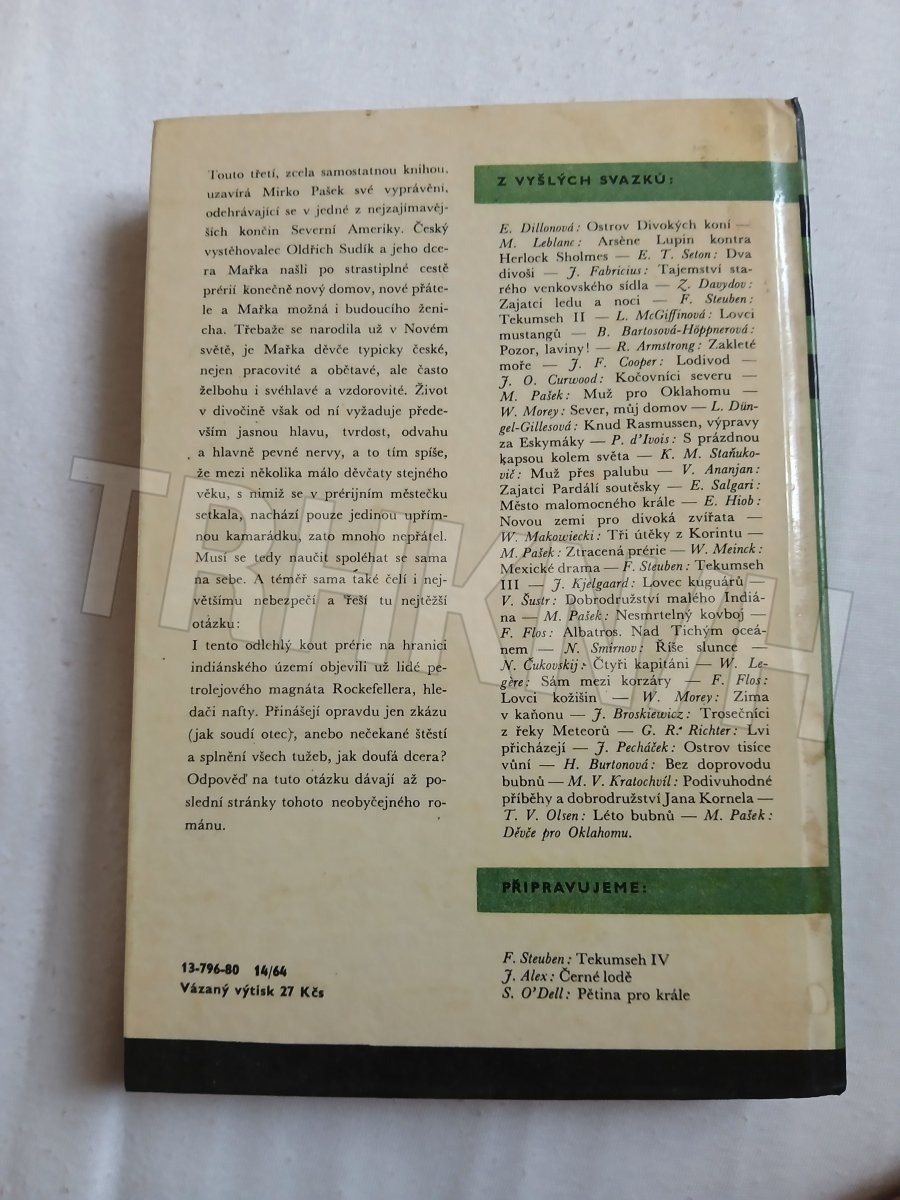 Touto třetí, zcela samostatnou knihou,
uzavírá Mirko Pašek své vyprávění,
odehrávající se v jedné z nejzajímavěj-
ších končin Severní Ameriky. Český
vystěhovalec Oldřich Sudík a jeho dce-
ra Mařka našli po strastiplné cestě
prérií konečně nový domov, nové přáte-
le a Mařka možná i budoucího ženi-
cha. Třebaže se narodila už v Novém
světě, je Mařka děvče typicky české,
nejen pracovité a obětavé, ale často
želbohu i svéhlavé a vzdorovité. Život
v divočině však od ní vyžaduje přede-
vším jasnou hlavu, tvrdost, odvahu
a hlavně pevné nervy, a to tím spíše,
že mezi několika málo děvčaty stejného
věku, s nimiž se v prérijním městečku
setkala, nachází pouze jedinou upřím-
nou kamarádku, zato mnoho nepřátel.
Musí se tedy naučit spoléhat se sama
na sebe. A téměř sama také čelí i nej-
většímu nebezpečí a řeší tu nejtěžší
otázku:
I tento odlehlý kout prérie na hranici
indiánského území objevili už lidé pe-
trolejového magnáta Rockefellera, hle-
dači nafty. Přinášejí opravdu jen zkázu
(jak soudí otec), anebo nečekané štěstí
a splnění všech tužeb, jak doufá dcera?
Odpověď na tuto otázku dávají až po-
slední stránky tohoto neobyčejného ro-
mánu.
13-796-80 14/64
Vázaný výtisk 27 Kčs
Z VYŠLÝCH SVAZKŮ:
E. Dillonová: Ostrov Divokých koní —
M. Leblanc: Arsène Lupin kontra
Herlock Sholmes — E. T. Seton: Dva
divoši — J. Fabricius: Tajemství sta-
rého venkovského sídla — Z. Davydov:
Zajatci ledu a noci — F. Steuben:
Tekumseh II — L. McGiffinová: Lovci
mustangů — B. Bartosová-Höppnerová:
Pozor, laviny! — R. Armstrong: Zakleté
moře — J. F. Cooper: Lodivod —
J. O. Curwood: Kočovníci severu —
M. Pašek: Muž pro Oklahomu —
W. Morey: Sever, můj domov — L. Dün-
gel-Gillesová: Knud Rasmussen, výpravy
za Eskymáky — P. d'Ivois: S prázdnou
kapsou kolem světa — K. M. Staňuko-
vič: Muž přes palubu — V. Ananjan:
Zajatci Pardálí soutěsky — E. Salgari:
Město malomocného krále — E. Hiob:
Novou zemi pro divoká zvířata —
W. Makowiecki: Tři útěky z Korintu —
M. Pašek: Ztracená prérie — W. Meinck:
Mexické drama — F. Steuben: Tekumseh
III — J. Kjelgaard: Lovec kuguárů —
V. Šustr: Dobrodružství malého Indiá-
na — M. Pašek: Nesmrtelný kovboj —
F. Flos: Albatros. Nad Tichým oceá-
nem — N. Smirnov: Říše slunce —
N. Čukovskij: Čtyři kapitáni — W. Le-
gère: Sám mezi korzáry — F. Flos:
Lovci kožišin — W. Morey: Zima
v kaňonu — J. Broskiewicz: Trosečníci
z řeky Meteorů — G. R. Richter: Lvi
přicházejí — J. Pecháček: Ostrov tisíce
vůní — H. Burtonová: Bez doprovodu
bubnů — M. V. Kratochvíl: Podivuhodné
příběhy a dobrodružství Jana Kornela —
T. V. Olsen: Léto bubnů — M. Pašek:
Děvče pro Oklahomu.
PŘIPRAVUJEME:
F. Steuben: Tekumseh IV
J. Alex: Černé lodě
S. O'Dell: Pětina pro krále